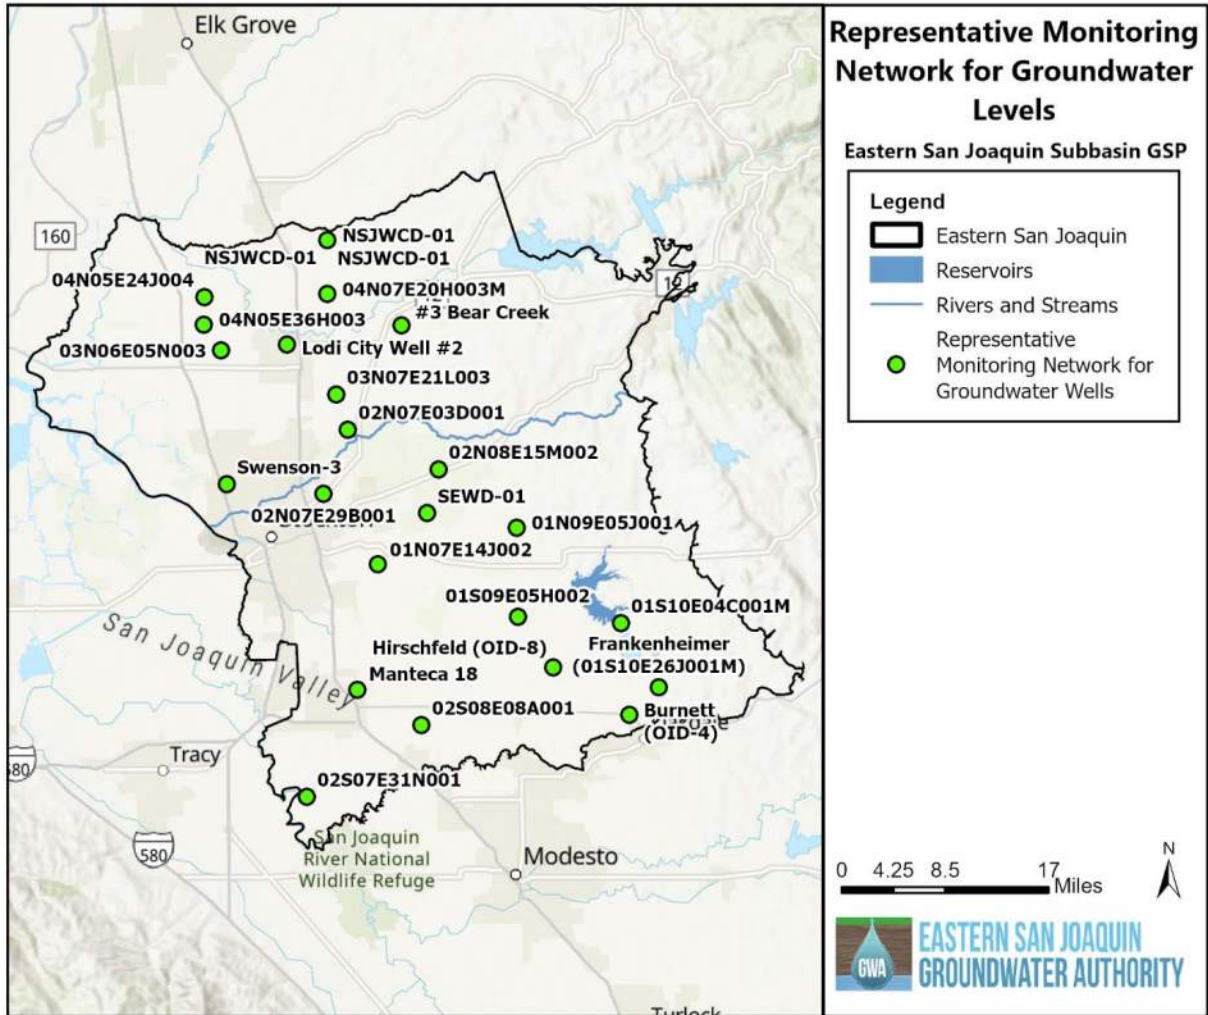 Elk Grove
160
NSJWCD-01
NSJWCD-01
NSJWCD-01
04N05E24J004
04N07E20H003M
12
#3 Bear Creek
04N05E36H003
03N06E05N003
Lodi City Well #2
03N07E21L003
02N07E03D001
02N08E15M002
Swenson-3
SEWD-01
02N07E29B001
01N09E05J001
01N07E14J002
01S09E05H002
01S10E04C001M
San Joaquin Valley
Hirschfeld (OID-8)
Frankenheimer
(01S10E26J001M)
Manteca 18
02S08E08A001
Burnett
(OID-4)
Tracy
580
02S07E31N001
580
San Joaquin
River National
Wildlife Refuge
Modesto
Representative Monitoring
Network for Groundwater
Levels
Eastern San Joaquin Subbasin GSP
Legend
Eastern San Joaquin
Reservoirs
Rivers and Streams
Representative
Monitoring Network for
Groundwater Wells
N
0 4.25 8.5 17
Miles
GWA
EASTERN SAN JOAQUIN
GROUNDWATER AUTHORITY